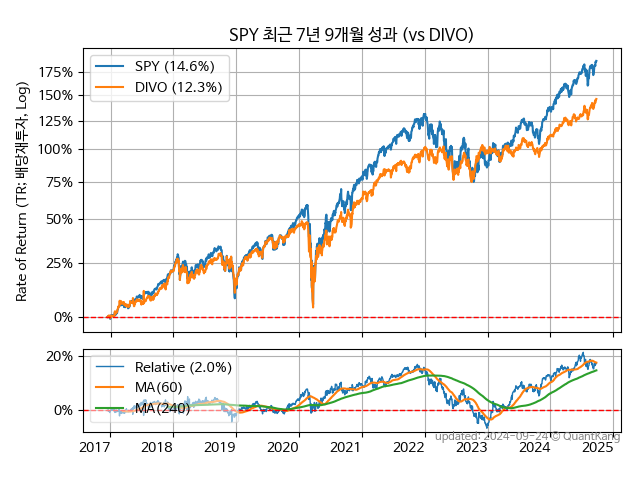 SPY 최근 7년 9개월 성과 (vs DIVO)
Rate of Return (TR; 배당재투자, Log)
175%
150%
125%
100%
75%
50%
25%
0%
SPY (14.6%)
DIVO (12.3%)
20%
0%
Relative (2.0%)
MA(60)
MA(240)
2017 2018 2019 2020 2021 2022 2023 2024 2025
updated: 2024-09-24 © QuantKang